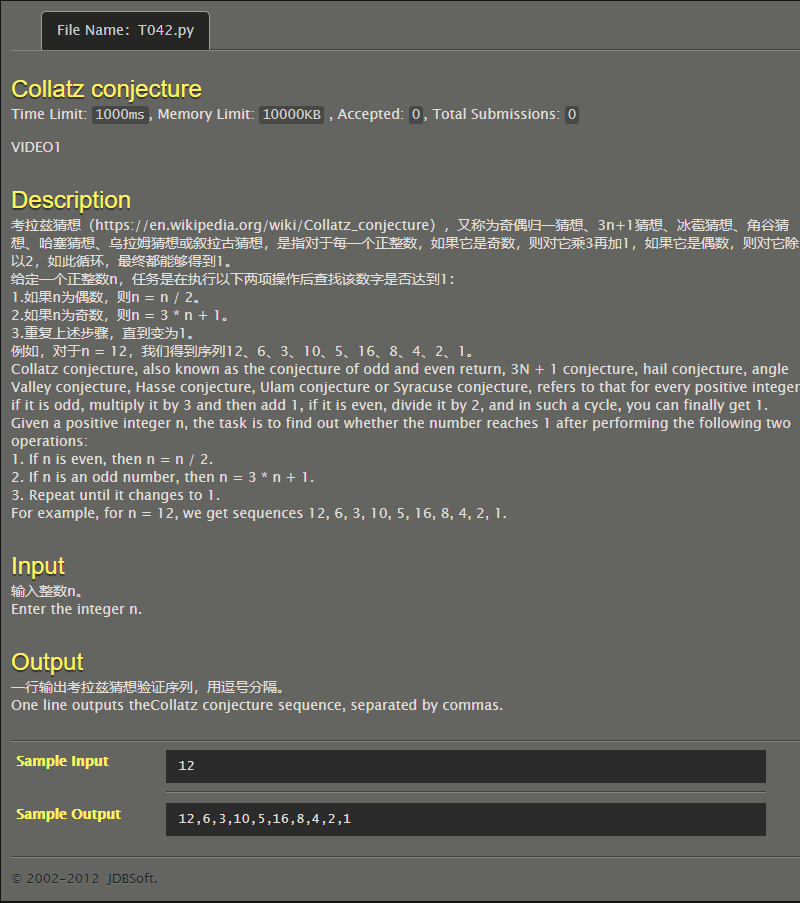 File Name: T042.py
Collatz conjecture
Time Limit: 1000ms, Memory Limit: 10000KB , Accepted: 0, Total Submissions: 0
VIDEO1
Description
考拉兹猜想（https://en.wikipedia.org/wiki/Collatz_conjecture），又称为奇偶归一猜想、3n+1猜想、冰雹猜想、角谷猜
想、哈塞猜想、乌拉姆猜想或叙拉古猜想，是指对于每一个正整数，如果它是奇数，则对它乘3再加1，如果它是偶数，则对它除
以2，如此循环，最终都能够得到1。
给定一个正整数n，任务是在执行以下两项操作后查找该数字是否达到1：
1.如果n为偶数，则n = n / 2。
2.如果n为奇数，则n = 3 * n + 1。
3.重复上述步骤，直到变为1。
例如，对于n = 12，我们得到序列12、6、3、10、5、16、8、4、2、1。
Collatz conjecture, also known as the conjecture of odd and even return, 3N + 1 conjecture, hail conjecture, angle
Valley conjecture, Hasse conjecture, Ulam conjecture or Syracuse conjecture, refers to that for every positive integer
if it is odd, multiply it by 3 and then add 1, if it is even, divide it by 2, and in such a cycle, you can finally get 1.
Given a positive integer n, the task is to find out whether the number reaches 1 after performing the following two
operations:
1. If n is even, then n = n / 2.
2. If n is an odd number, then n = 3 * n + 1.
3. Repeat until it changes to 1.
For example, for n = 12, we get sequences 12, 6, 3, 10, 5, 16, 8, 4, 2, 1.
Input
输入整数n。
Enter the integer n.
Output
一行输出考拉兹猜想验证序列，用逗号分隔。
One line outputs theCollatz conjecture sequence, separated by commas.
Sample Input
12
Sample Output
12,6,3,10,5,16,8,4,2,1
© 2002-2012 JDBSoft.